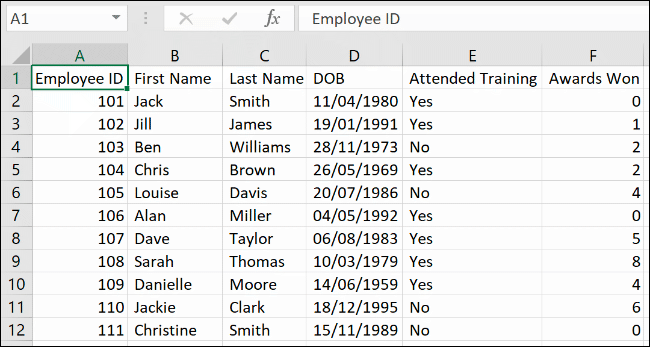 A1 fx Employee ID
A B C D E F
1 Employee ID First Name Last Name DOB Attended Training Awards Won
2 101 Jack Smith 11/04/1980 Yes 0
3 102 Jill James 19/01/1991 Yes 1
4 103 Ben Williams 28/11/1973 No 2
5 104 Chris Brown 26/05/1969 Yes 2
6 105 Louise Davis 20/07/1986 No 4
7 106 Alan Miller 04/05/1992 Yes 0
8 107 Dave Taylor 06/08/1983 Yes 5
9 108 Sarah Thomas 10/03/1979 Yes 8
10 109 Danielle Moore 14/06/1959 Yes 4
11 110 Jackie Clark 18/12/1995 No 6
12 111 Christine Smith 15/11/1989 No 0